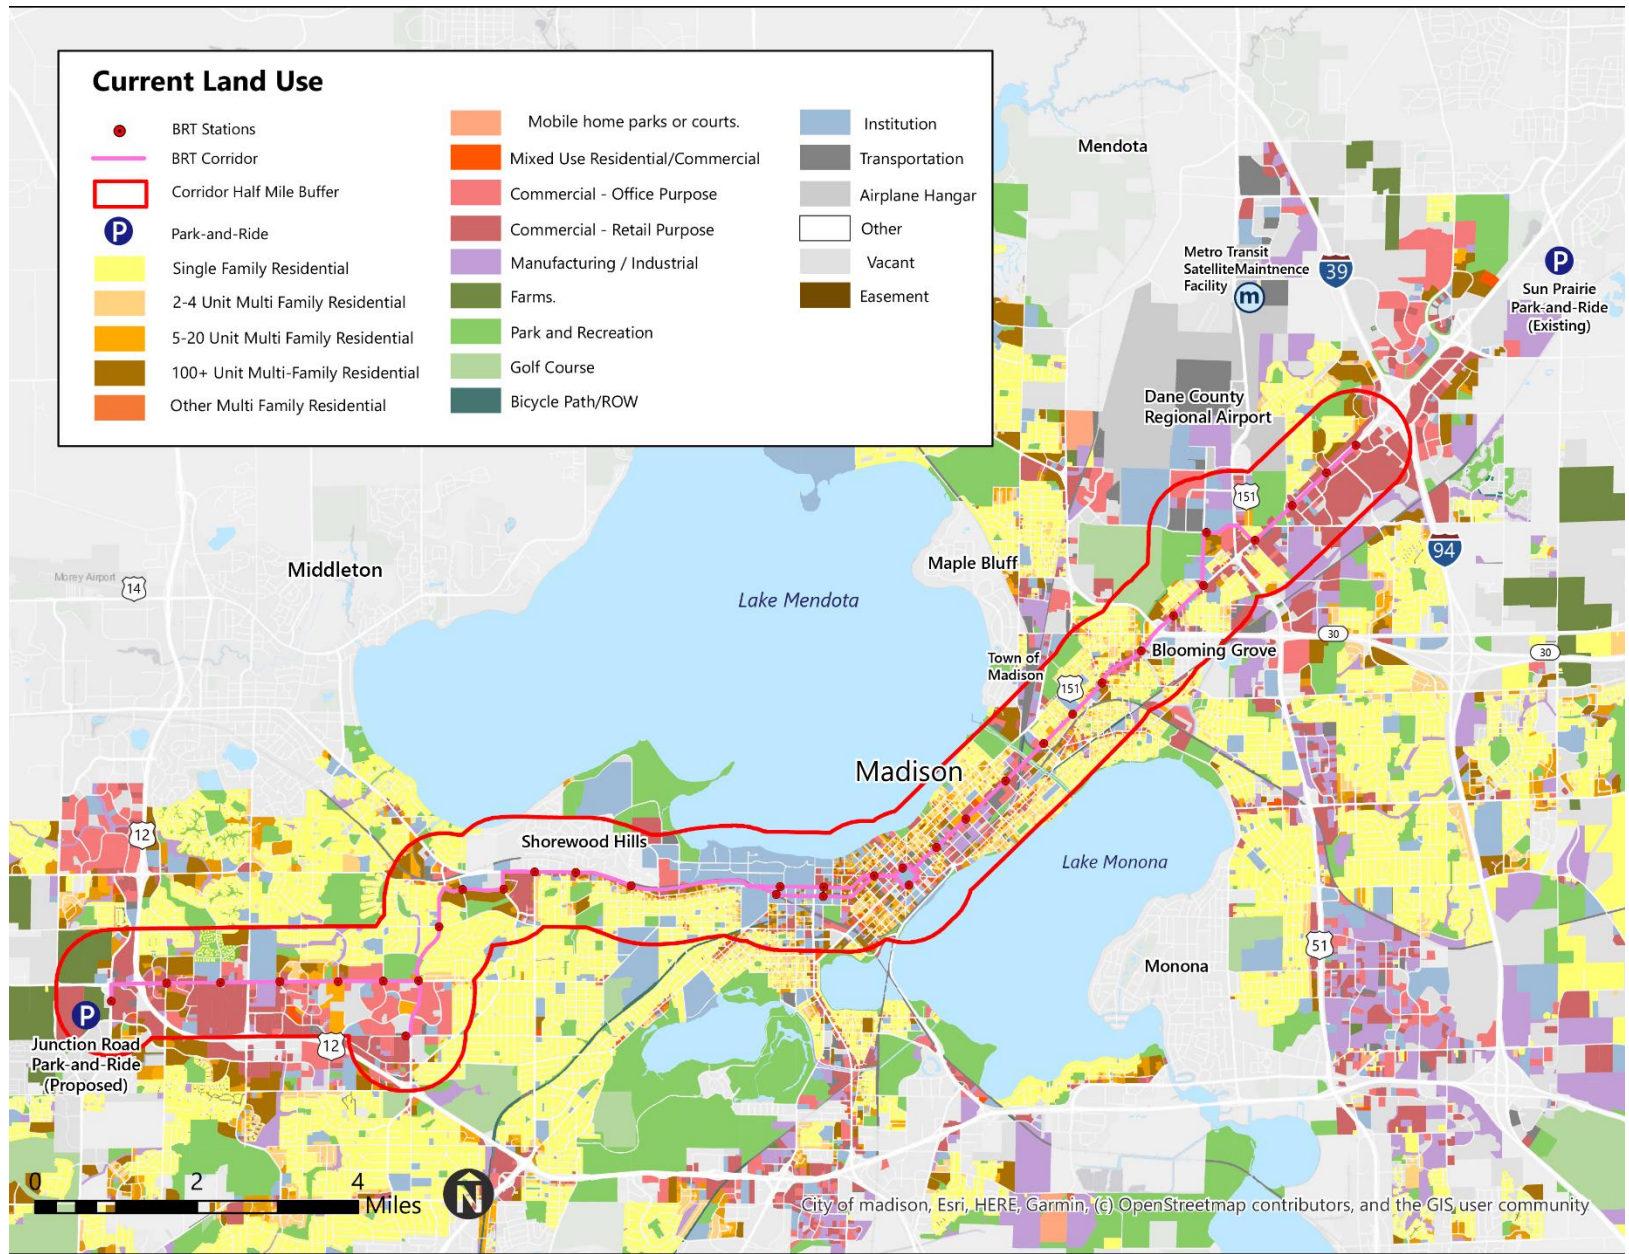 Current Land Use
BRT Stations
BRT Corridor
Corridor Half Mile Buffer
P
Park-and-Ride
Single Family Residential
2-4 Unit Multi Family Residential
5-20 Unit Multi Family Residential
100+ Unit Multi-Family Residential
Other Multi Family Residential
Mobile home parks or courts.
Mixed Use Residential/Commercial
Commercial - Office Purpose
Commercial - Retail Purpose
Manufacturing / Industrial
Farms.
Park and Recreation
Golf Course
Bicycle Path/ROW
Institution
Transportation
Airplane Hangar
Other
Vacant
Easement
Mendota
Metro Transit
SatelliteMaintnence
Facility
m
39
P
Sun Prairie
Park-and-Ride
(Existing)
Dane County
Regional Airport
151
94
Morey Airport
14
Middleton
Maple Bluff
Lake Mendota
30
30
Town of
Madison
Blooming Grove
151
Madison
12
Shorewood Hills
Lake Monona
51
Monona
P
Junction Road
Park-and-Ride
(Proposed)
12
0
2
4
Miles
N
City of madison, Esri, HERE, Garmin, (c) OpenStreetmap contributors, and the GIS user community